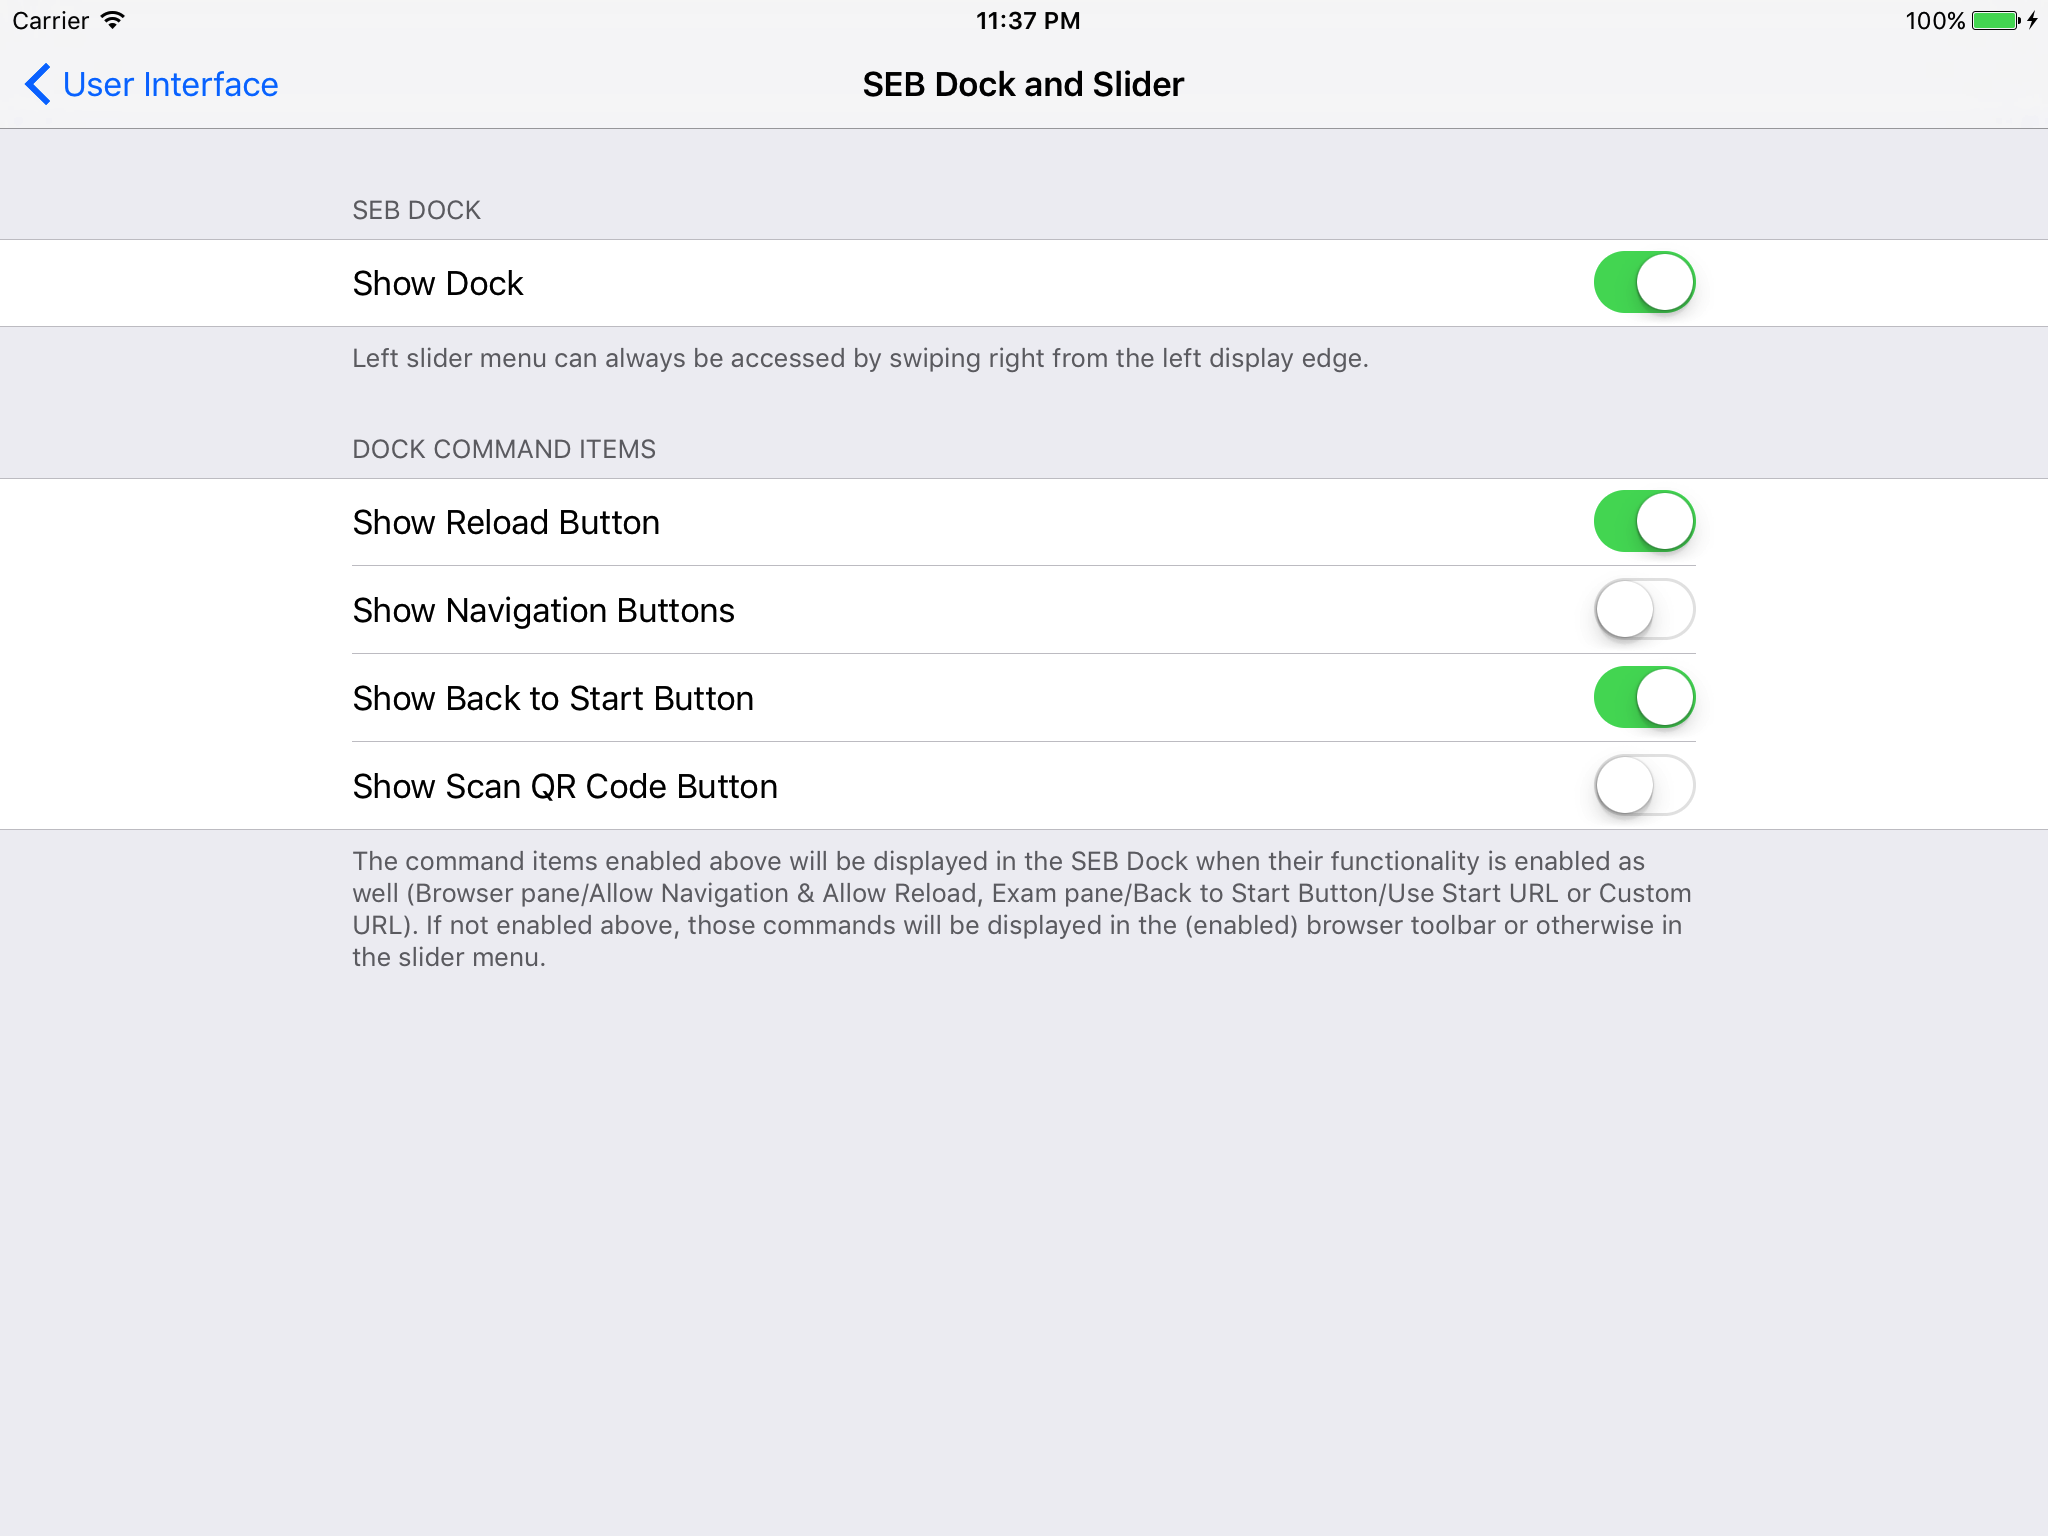 Carrier
11:37 PM
100%
User Interface
SEB Dock and Slider
SEB DOCK
Show Dock
Left slider menu can always be accessed by swiping right from the left display edge.
DOCK COMMAND ITEMS
Show Reload Button
Show Navigation Buttons
Show Back to Start Button
Show Scan QR Code Button
The command items enabled above will be displayed in the SEB Dock when their functionality is enabled as
well (Browser pane/Allow Navigation & Allow Reload, Exam pane/Back to Start Button/Use Start URL or Custom
URL). If not enabled above, those commands will be displayed in the (enabled) browser toolbar or otherwise in
the slider menu.